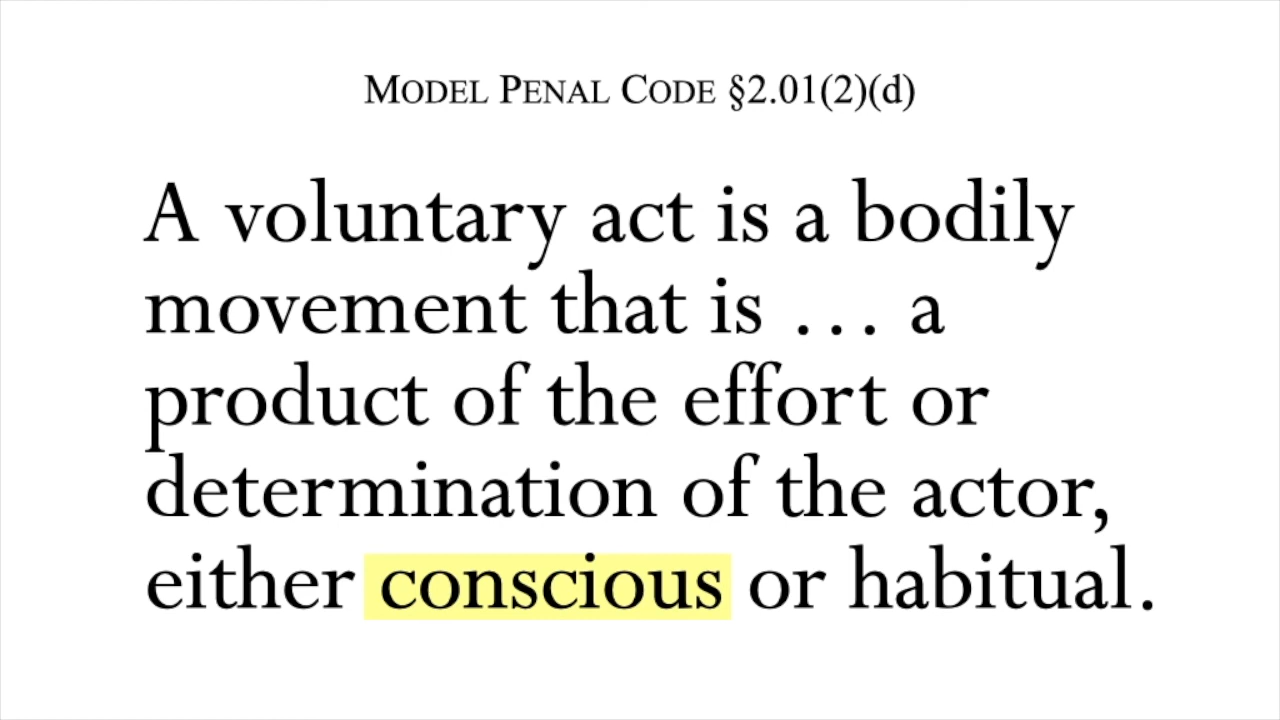 MODEL PENAL CODE §2.01(2)(d)
A voluntary act is a bodily
movement that is … a
product of the effort or
determination of the actor,
either conscious or habitual.